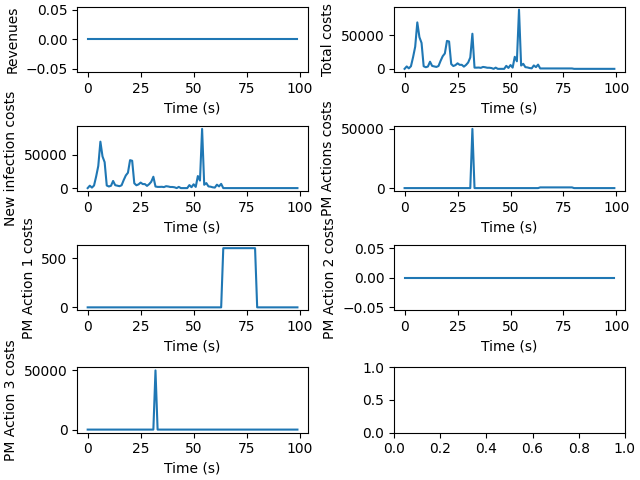 Revenues
0.05
0.00
−0.05
0 25 50 75 100
Time (s)
Total costs
50000
0
0 25 50 75 100
Time (s)
New infection costs
50000
0
0 25 50 75 100
Time (s)
PM Actions costs
50000
0
0 25 50 75 100
Time (s)
PM Action 1 costs
500
0
0 25 50 75 100
Time (s)
PM Action 2 costs
0.05
0.00
−0.05
0 25 50 75 100
Time (s)
PM Action 3 costs
50000
0
0 25 50 75 100
Time (s)
1.0
0.5
0.0
0.0 0.2 0.4 0.6 0.8 1.0